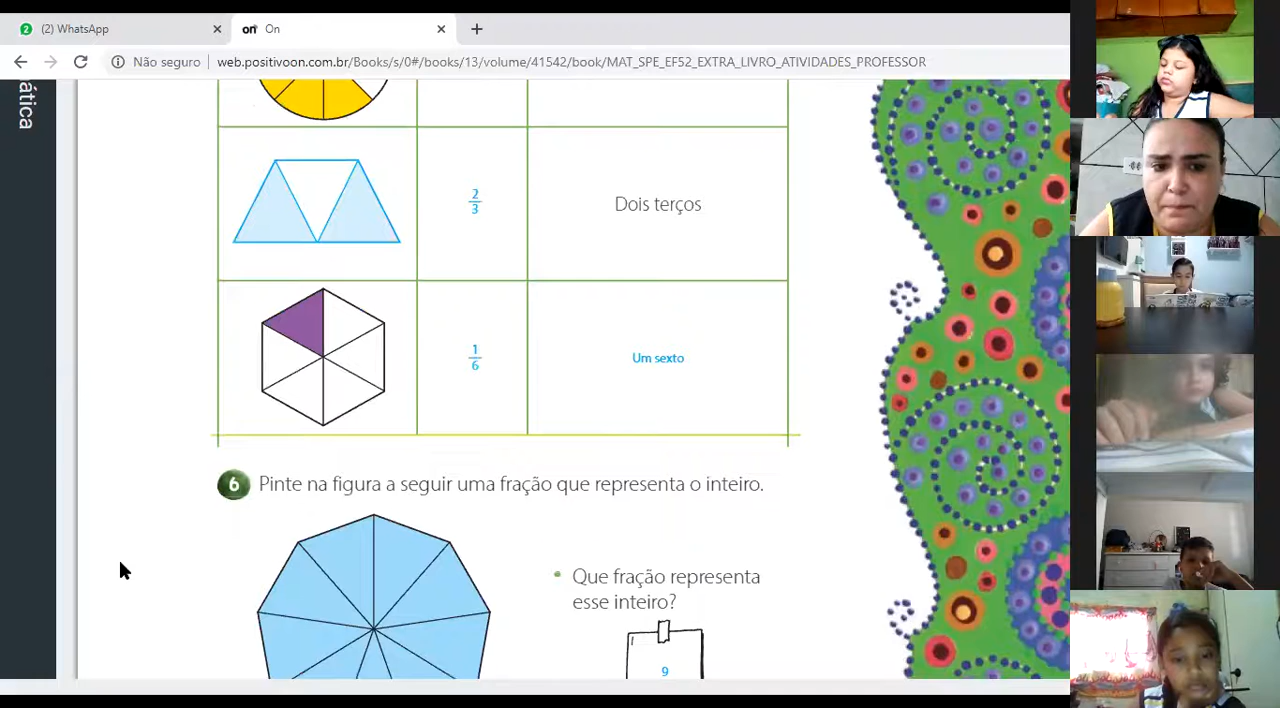 (2) WhatsApp
on
On
Não seguro
web.positivoon.com.br/Books/s/0#/books/13/volume/41542/book/MAT_SPE_EF52_EXTRA_LIVRO_ATIVIDADES_PROFESSOR
ática
2
3
Dois terços
1
6
Um sexto
6 Pinte na figura a seguir uma fração que representa o inteiro.
• Que fração representa
esse inteiro?
9